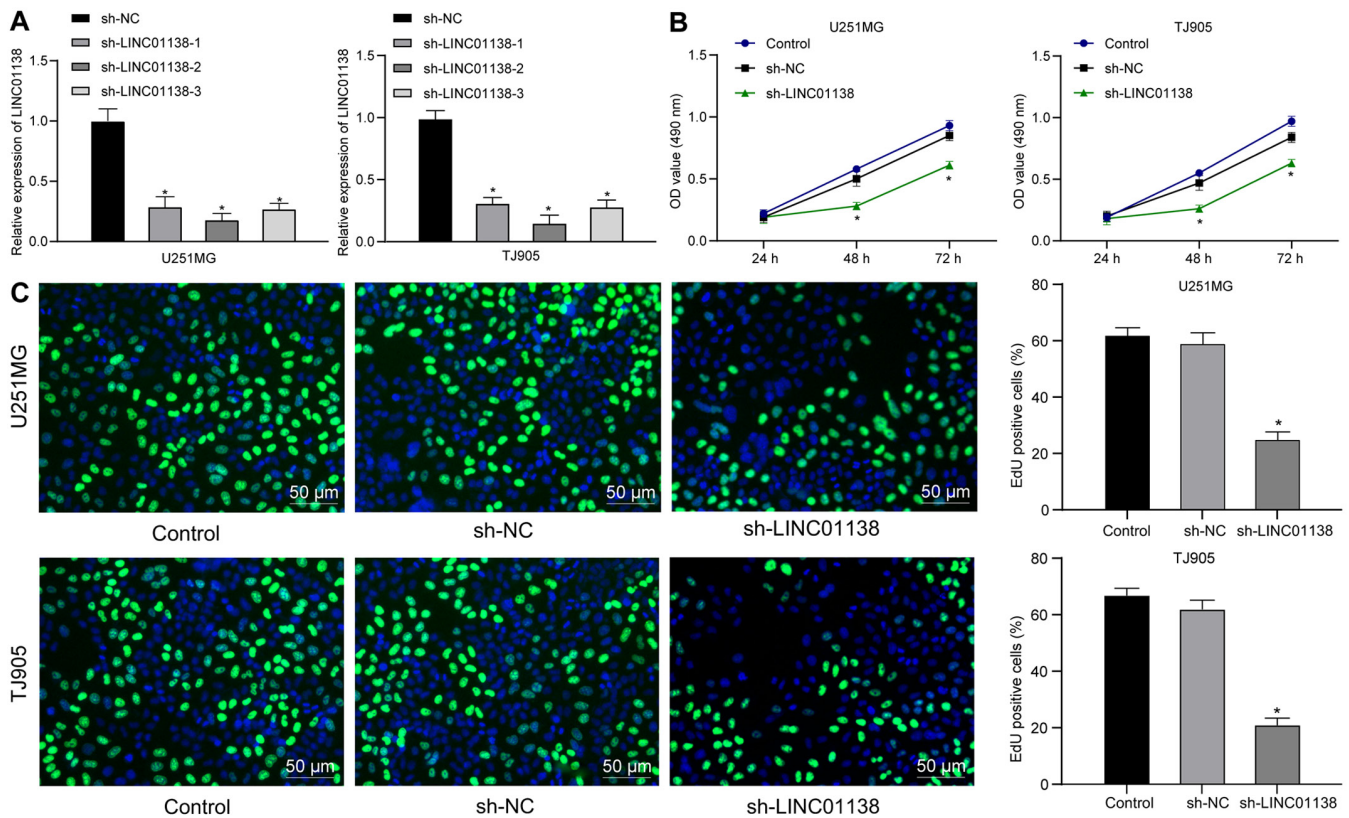 A
sh-NC
sh-LINC01138-1
sh-LINC01138-2
sh-LINC01138-3
Relative expression of LINC01138
1.5
1.0
0.5
0.0
*
*
*
U251MG
sh-NC
sh-LINC01138-1
sh-LINC01138-2
sh-LINC01138-3
Relative expression of LINC01138
1.5
1.0
0.5
0.0
*
*
*
TJ905
B
U251MG
Control
sh-NC
sh-LINC01138
OD value (490 nm)
1.5
1.0
0.5
0.0
*
*
24 h 48 h 72 h
TJ905
Control
sh-NC
sh-LINC01138
OD value (490 nm)
1.5
1.0
0.5
0.0
*
*
24 h 48 h 72 h
C
U251MG
50 µm
50 µm
50 µm
Control
sh-NC
sh-LINC01138
U251MG
EdU positive cells (%)
80
60
40
20
0
*
Control sh-NC sh-LINC01138
TJ905
50 µm
50 µm
50 µm
Control
sh-NC
sh-LINC01138
TJ905
EdU positive cells (%)
80
60
40
20
0
*
Control sh-NC sh-LINC01138